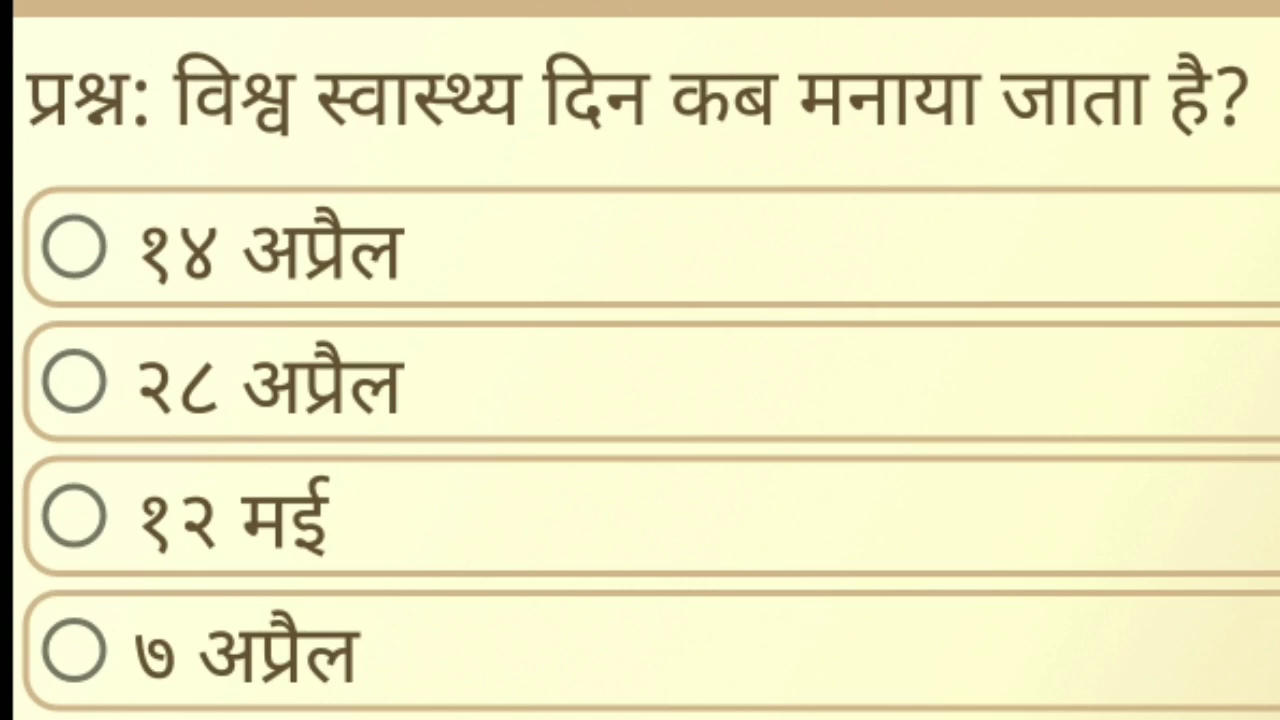 प्रश्न: विश्व स्वास्थ्य दिन कब मनाया जाता है?
१४ अप्रैल
२८ अप्रैल
१२ मई
७ अप्रैल